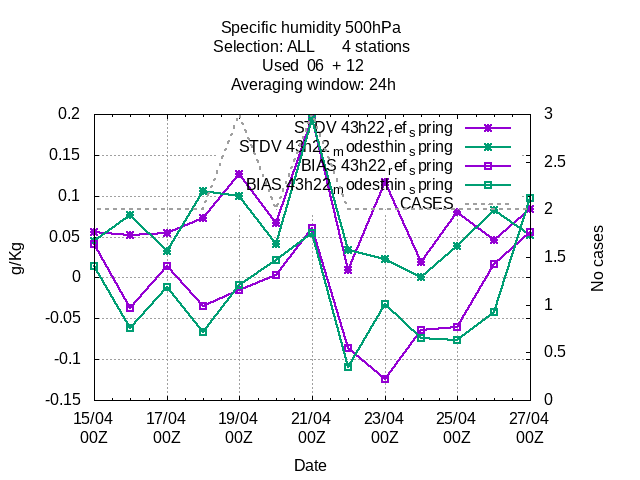 Specific humidity 500hPa
Selection: ALL 4 stations
Used 06 + 12
Averaging window: 24h
STDV 43h22_ref_spring
STDV 43h22_modesthin_spring
BIAS 43h22_ref_spring
BIAS 43h22_modesthin_spring
CASES
0.2
0.15
0.1
0.05
0
-0.05
-0.1
-0.15
g/Kg
3
2.5
2
1.5
1
0.5
0
No cases
15/04 17/04 19/04 21/04 23/04 25/04 27/04
00Z 00Z 00Z 00Z 00Z 00Z 00Z
Date